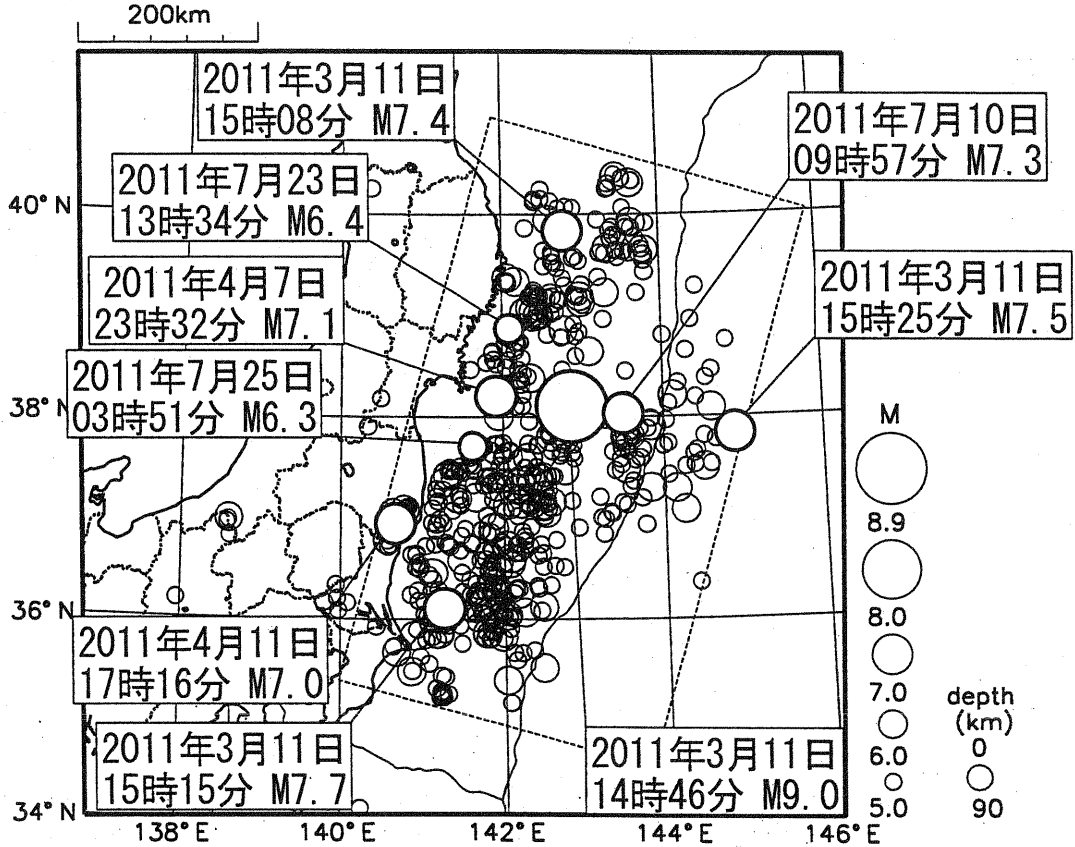 200km
2011年3月11日
15時08分 M7.4
2011年7月10日
09時57分 M7.3
2011年7月23日
13時34分 M6.4
40°N
2011年4月7日
23時32分 M7.1
2011年3月11日
15時25分 M7.5
2011年7月25日
03時51分 M6.3
38°N
M
8.9
8.0
7.0
6.0
5.0
depth
(km)
0
90
36°N
2011年4月11日
17時16分 M7.0
2011年3月11日
15時15分 M7.7
2011年3月11日
14時46分 M9.0
34°N
138°E
140°E
142°E
144°E
146°E